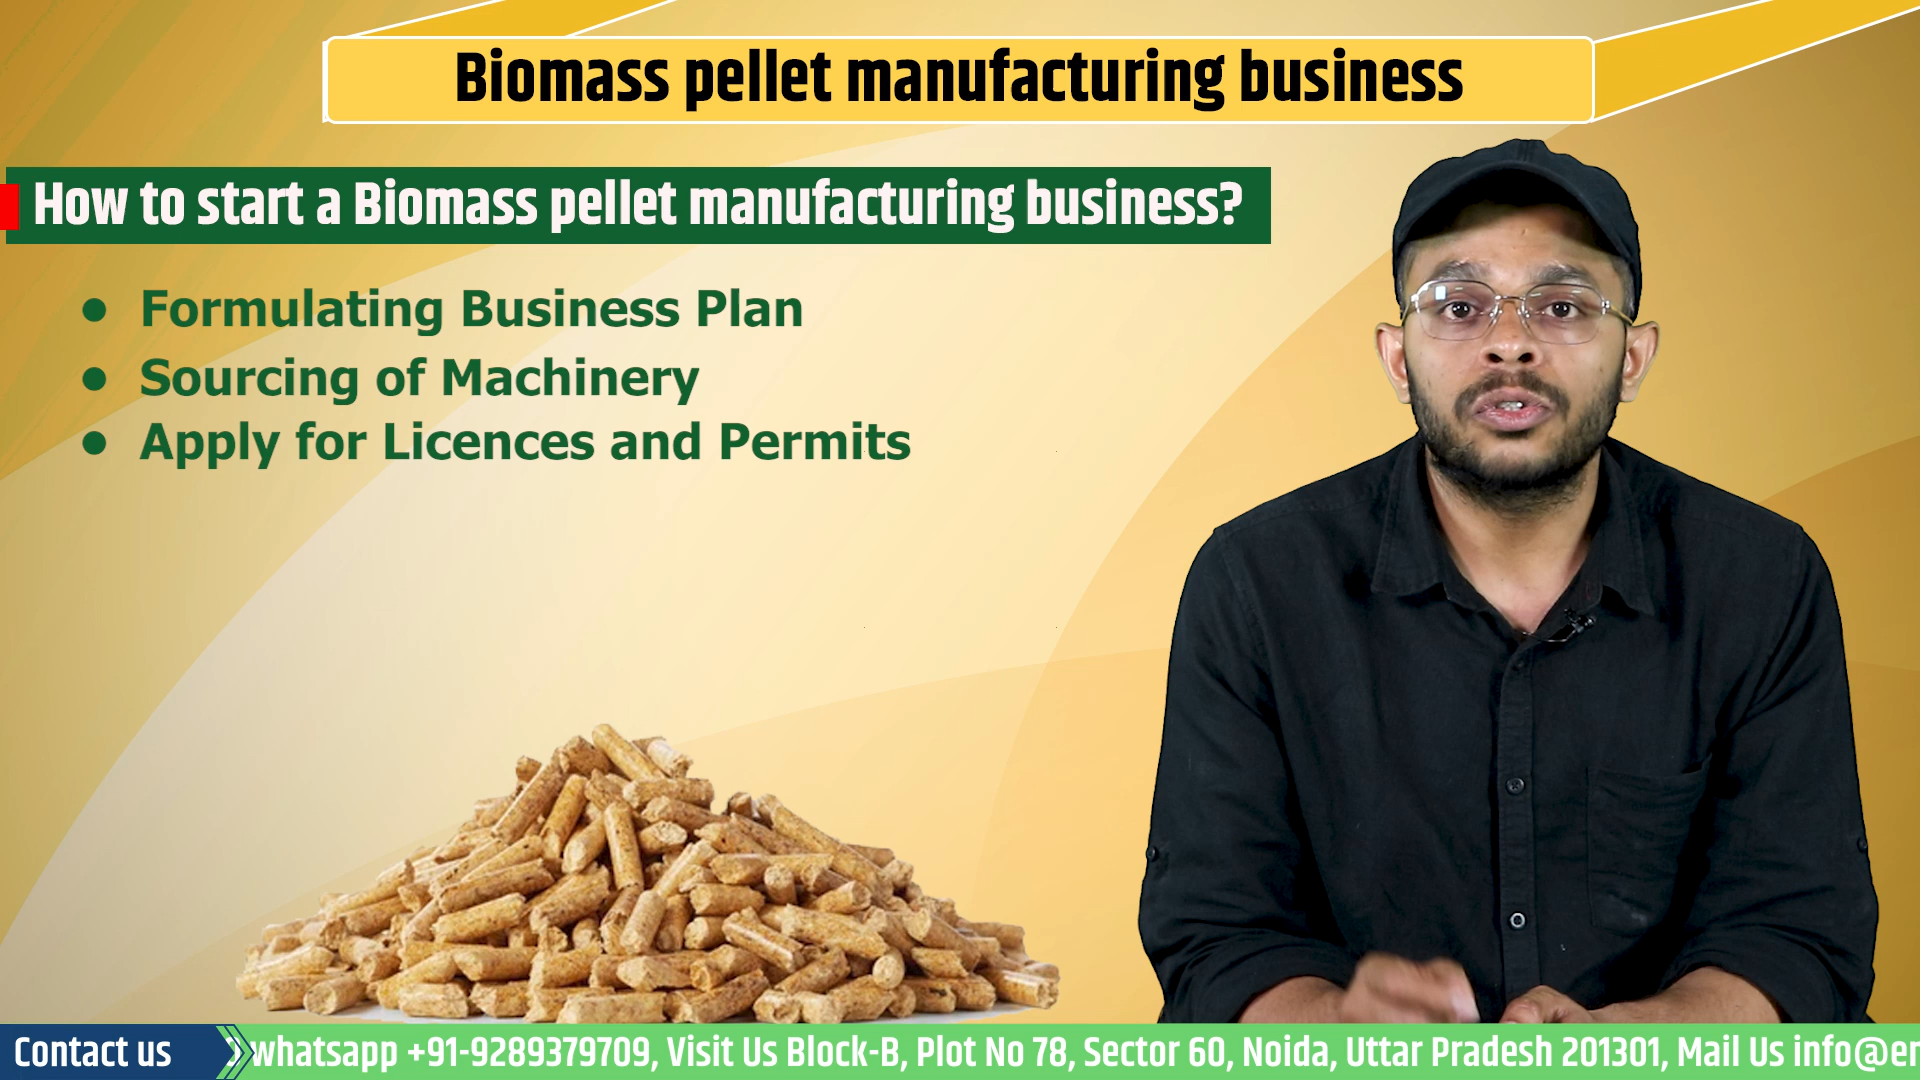 Biomass pellet manufacturing business
How to start a Biomass pellet manufacturing business?
● Formulating Business Plan
● Sourcing of Machinery
● Apply for Licences and Permits
Contact us
whatsapp +91-9289379709, Visit Us Block-B, Plot No 78, Sector 60, Noida, Uttar Pradesh 201301, Mail Us